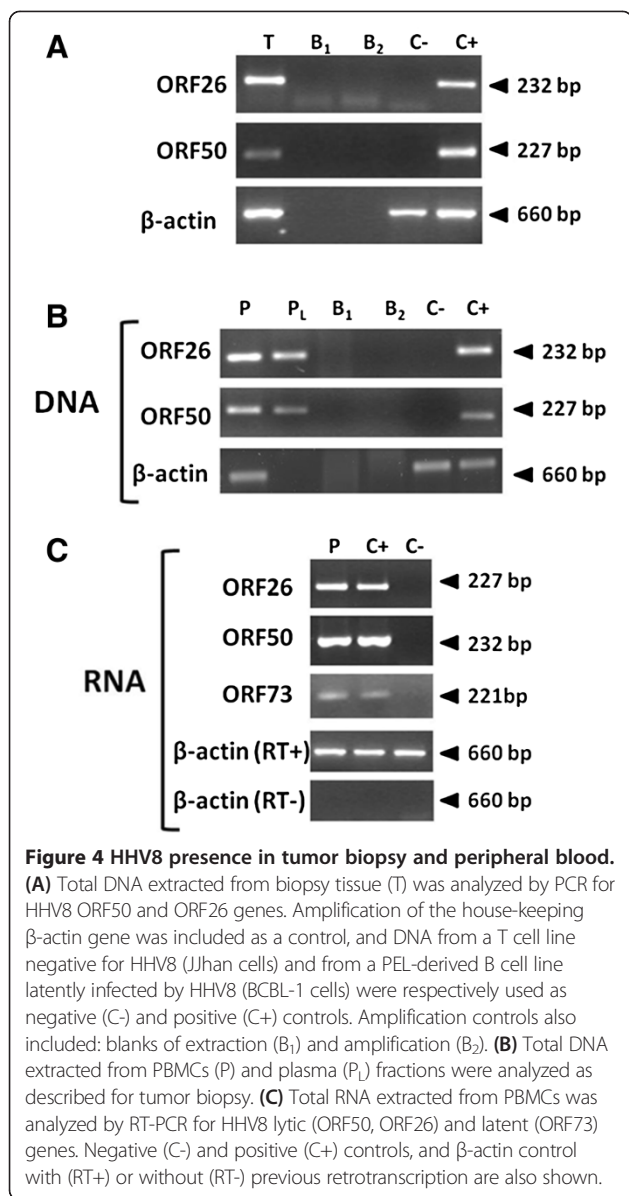 A
T B₁ B₂ C- C+
ORF26 ◄ 232 bp
ORF50 ◄ 227 bp
β-actin ◄ 660 bp
B
P P_L B₁ B₂ C- C+
DNA
ORF26 ◄ 232 bp
ORF50 ◄ 227 bp
β-actin ◄ 660 bp
C
P C+ C-
RNA
ORF26 ◄ 227 bp
ORF50 ◄ 232 bp
ORF73 ◄ 221bp
β-actin (RT+) ◄ 660 bp
β-actin (RT-) ◄ 660 bp
Figure 4 HHV8 presence in tumor biopsy and peripheral blood.
(A) Total DNA extracted from biopsy tissue (T) was analyzed by PCR for
HHV8 ORF50 and ORF26 genes. Amplification of the house-keeping
β-actin gene was included as a control, and DNA from a T cell line
negative for HHV8 (JJhan cells) and from a PEL-derived B cell line
latently infected by HHV8 (BCBL-1 cells) were respectively used as
negative (C-) and positive (C+) controls. Amplification controls also
included: blanks of extraction (B₁) and amplification (B₂). (B) Total DNA
extracted from PBMCs (P) and plasma (P_L) fractions were analyzed as
described for tumor biopsy. (C) Total RNA extracted from PBMCs was
analyzed by RT-PCR for HHV8 lytic (ORF50, ORF26) and latent (ORF73)
genes. Negative (C-) and positive (C+) controls, and β-actin control
with (RT+) or without (RT-) previous retrotranscription are also shown.